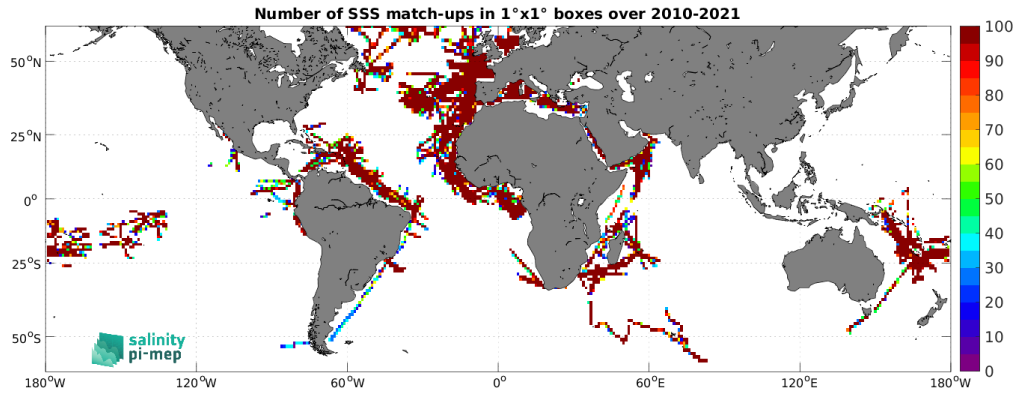 Number of SSS match-ups in 1°x1° boxes over 2010-2021
50°N
25°N
0°
25°S
50°S
180°W
120°W
60°W
0°
60°E
120°E
180°W
100
90
80
70
60
50
40
30
20
10
0
salinity
pi-mep